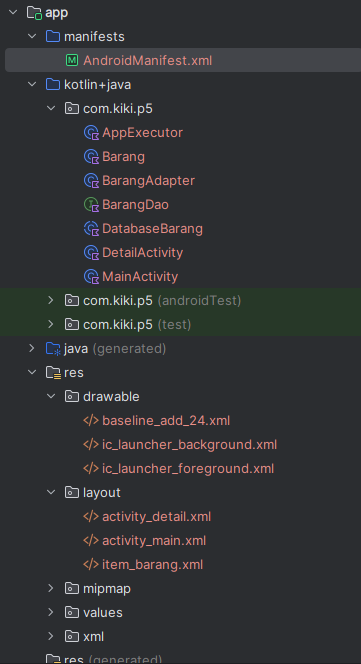 app
manifests
AndroidManifest.xml
kotlin+java
com.kiki.p5
AppExecutor
Barang
BarangAdapter
BarangDao
DatabaseBarang
DetailActivity
MainActivity
com.kiki.p5 (androidTest)
com.kiki.p5 (test)
java (generated)
res
drawable
baseline_add_24.xml
ic_launcher_background.xml
ic_launcher_foreground.xml
layout
activity_detail.xml
activity_main.xml
item_barang.xml
mipmap
values
xml
res (generated)